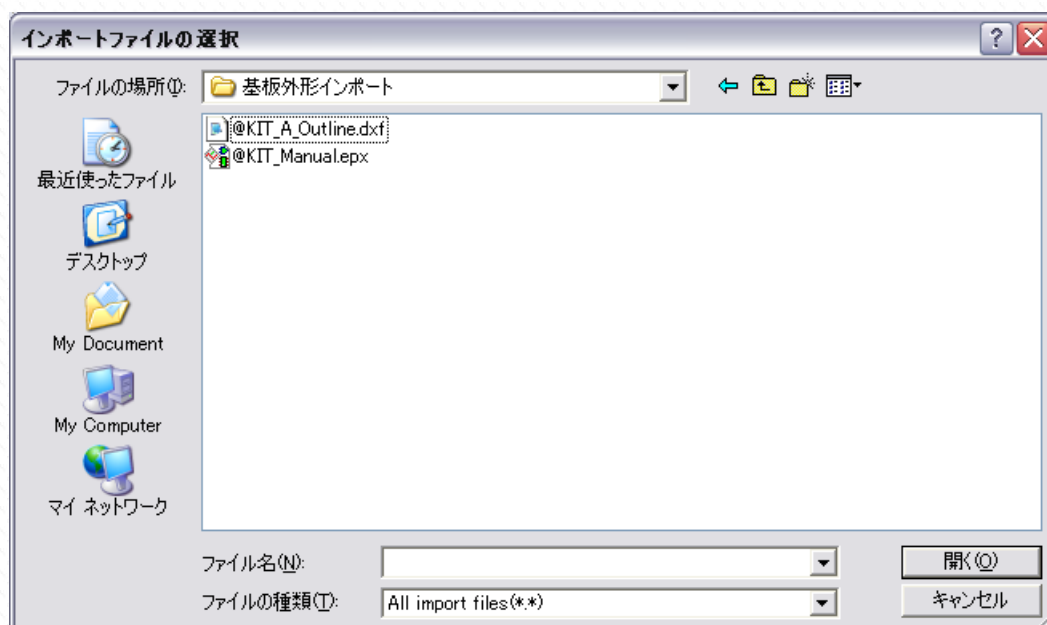 インポートファイルの選択
ファイルの場所(I):
基板外形インポート
@KIT_A_Outline.dxf
@KIT_Manual.epx
最近使ったファイル
デスクトップ
My Document
My Computer
マイ ネットワーク
ファイル名(N):
開く(O)
ファイルの種類(T):
All import files(*.*)
キャンセル